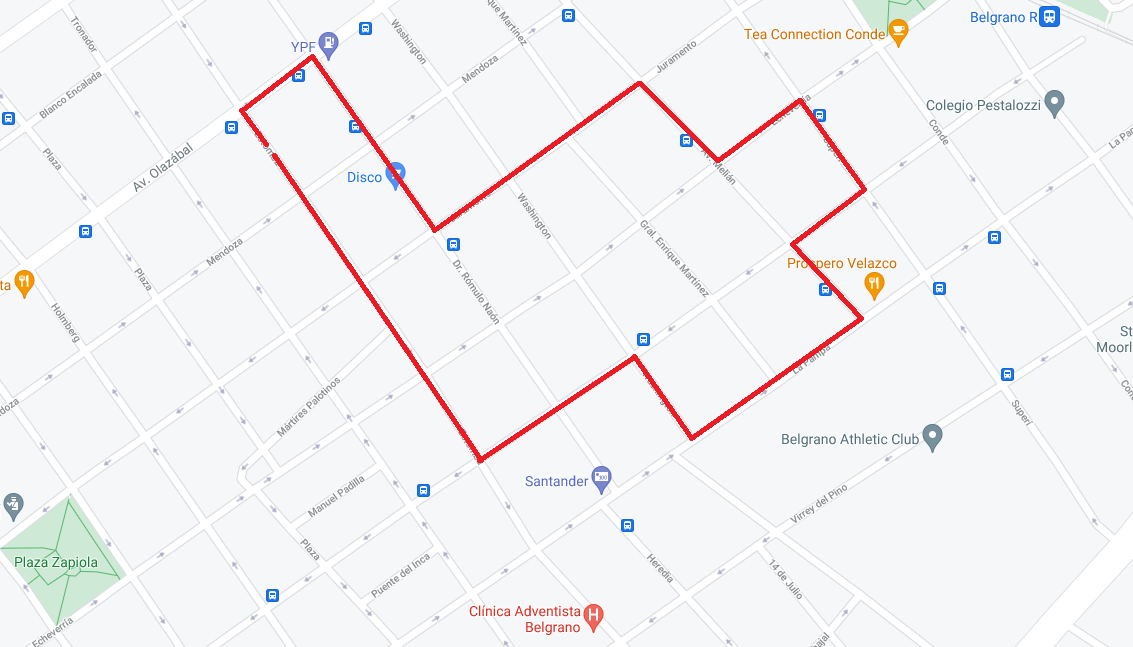 Tronador
Washington
Gral. Enrique Martínez
Belgrano R
Tea Connection Conde
YPF
Juramento
Mendoza
Blanco Encalada
Echeverría
Colegio Pestalozzi
Superí
Conde
La Pampa
Plaza
Av. Olazábal
Av. Melián
Disco
Washington
Mendoza
Gral. Enrique Martínez
Dr. Rómulo Naón
Próspero Velazco
Plaza
Holmberg
La Pampa
Mártires Palotinos
Washington
Superí
Belgrano Athletic Club
Santander
Manuel Padilla
Virrey del Pino
Plaza
Plaza Zapiola
Puente del Inca
Heredia
14 de Julio
Clínica Adventista
Belgrano
Echeverría